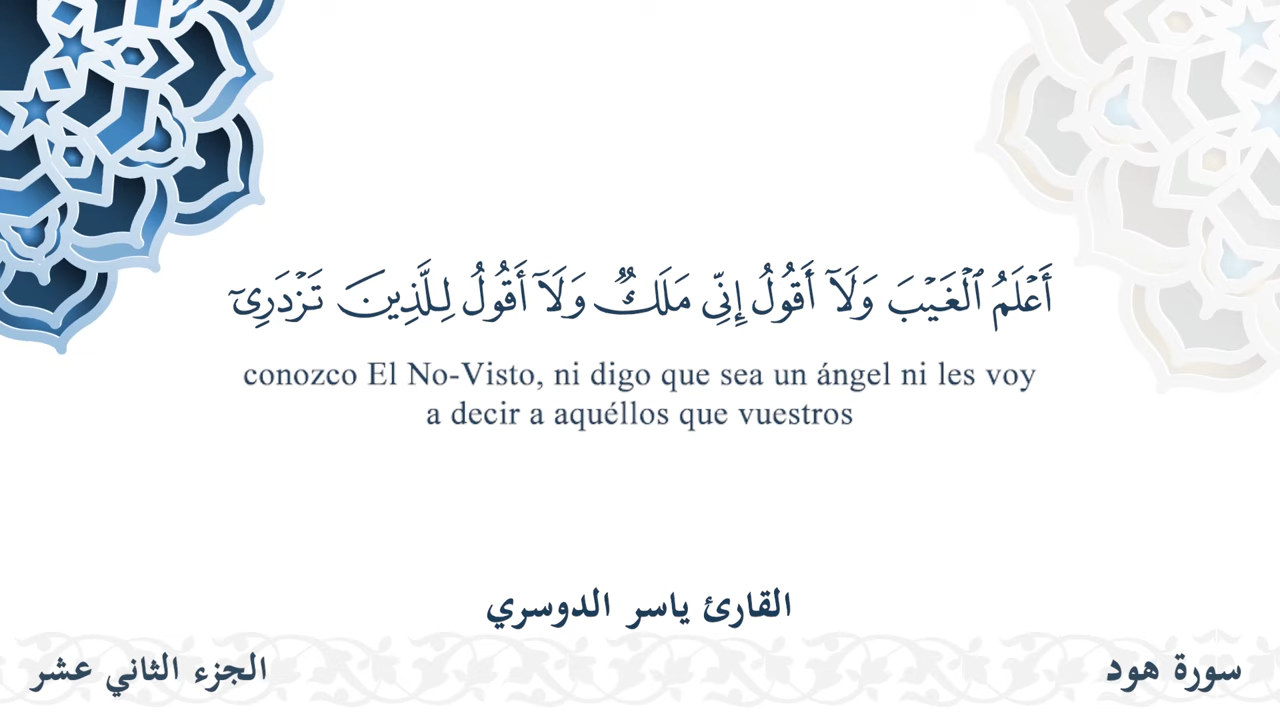 أَعْلَمُ ٱلْغَيْبَ وَلَآ أَقُولُ إِنِّى مَلَكٌ وَلَآ أَقُولُ لِلَّذِينَ تَزْدَرِىٓ
conozco El No-Visto, ni digo que sea un ángel ni les voy
a decir a aquéllos que vuestros
القارئ ياسر الدوسري
سورة هود
الجزء الثاني عشر